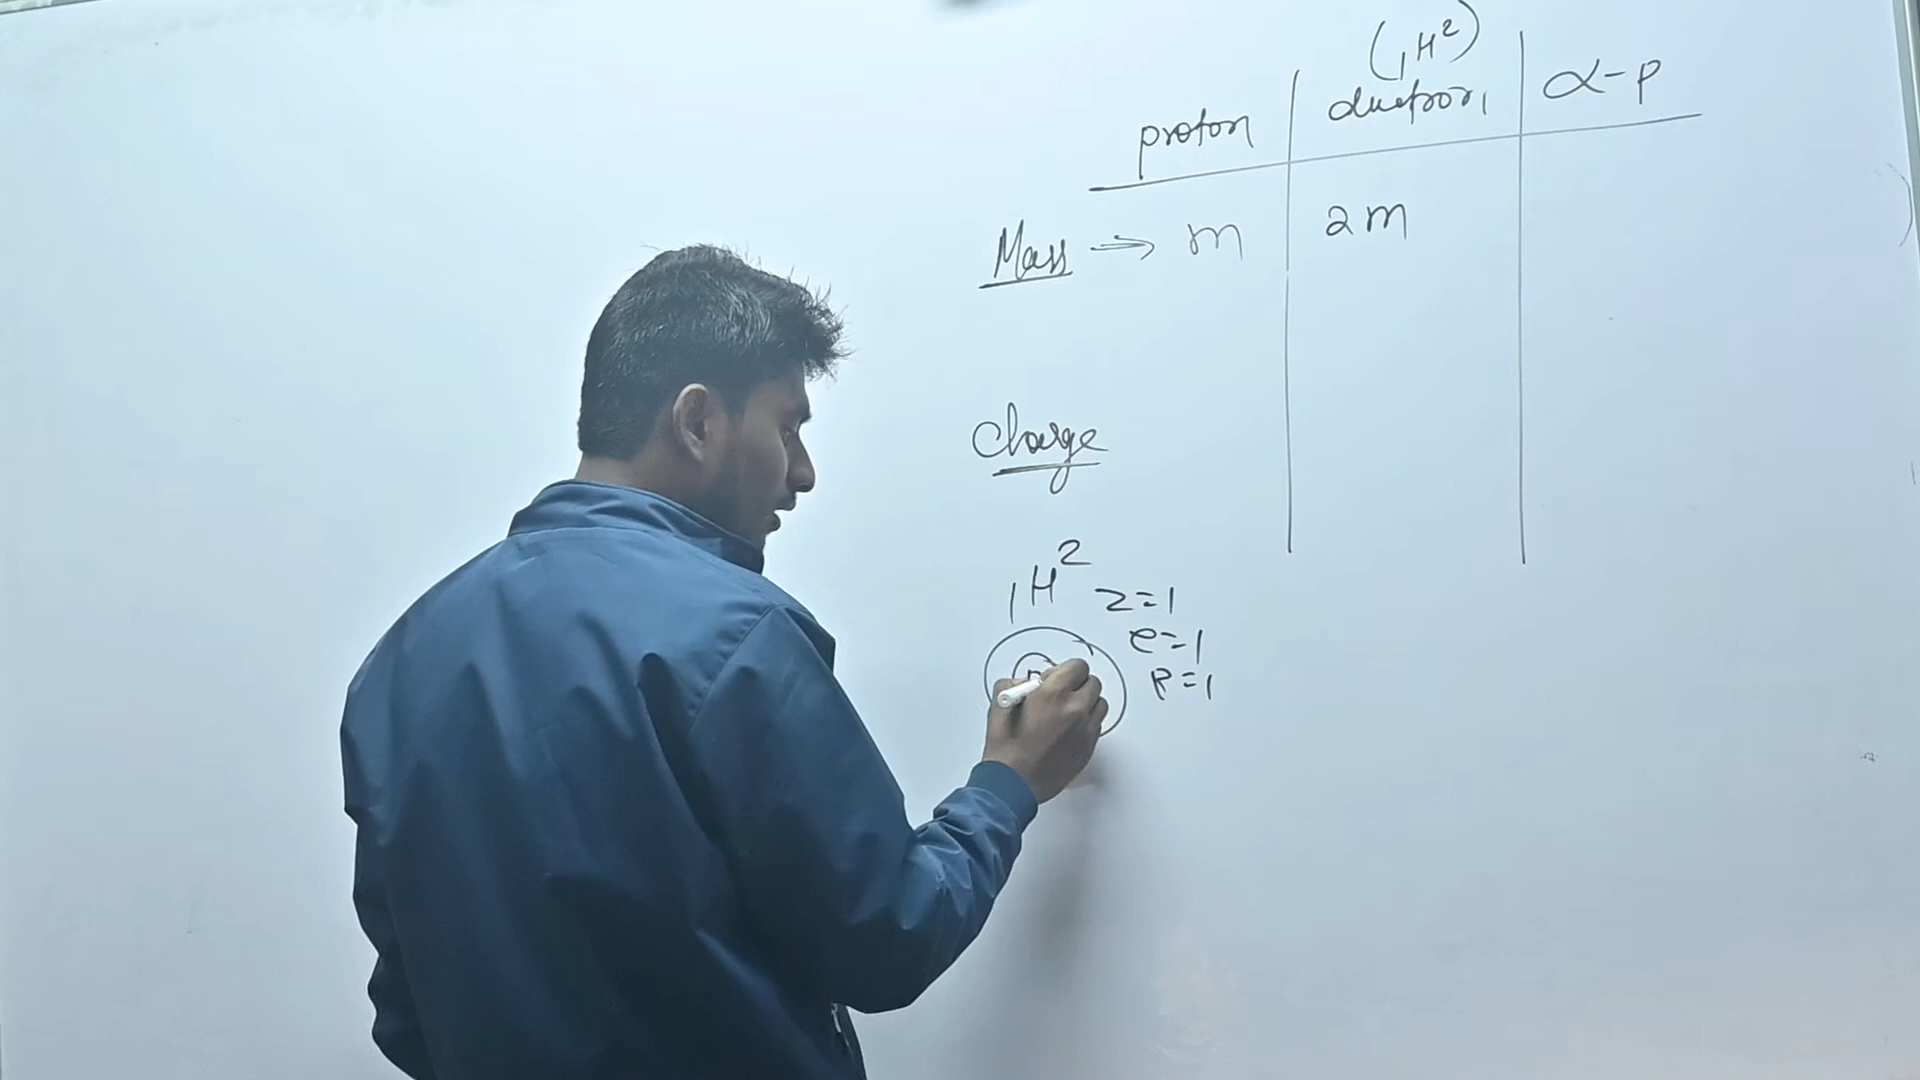 (₁H²)
proton | duetron | α-p
Mass → m | 2m
Charge
₁H² z=1
e=1
P=1